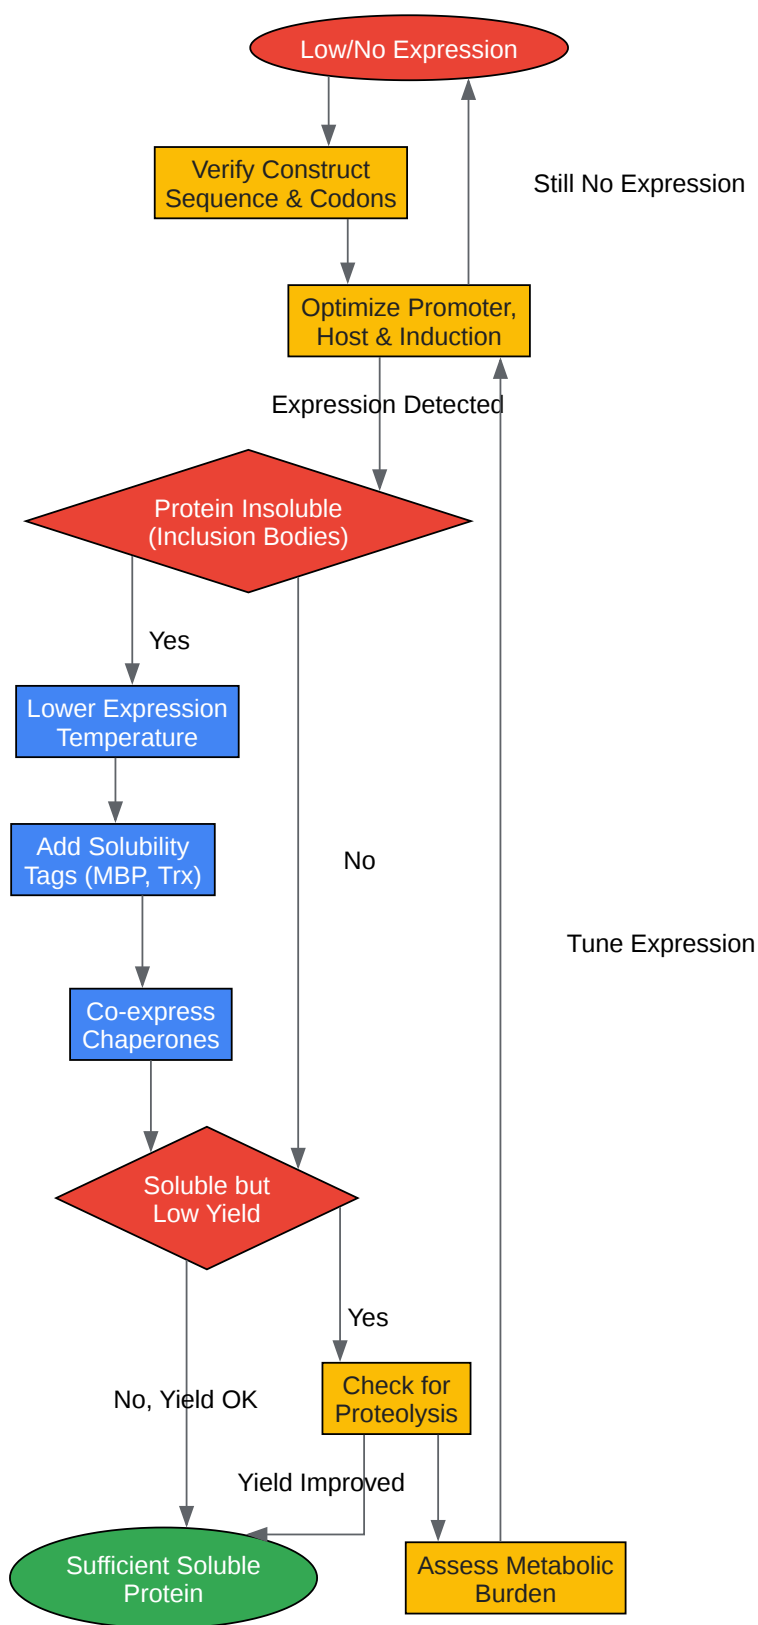 Low/No Expression
Verify Construct
Sequence & Codons
Still No Expression
Optimize Promoter,
Host & Induction
Expression Detected
Protein Insoluble
(Inclusion Bodies)
Yes
Lower Expression
Temperature
Add Solubility
Tags (MBP, Trx)
No
Tune Expression
Co-express
Chaperones
Soluble but
Low Yield
Yes
No, Yield OK
Check for
Proteolysis
Yield Improved
Sufficient Soluble
Protein
Assess Metabolic
Burden